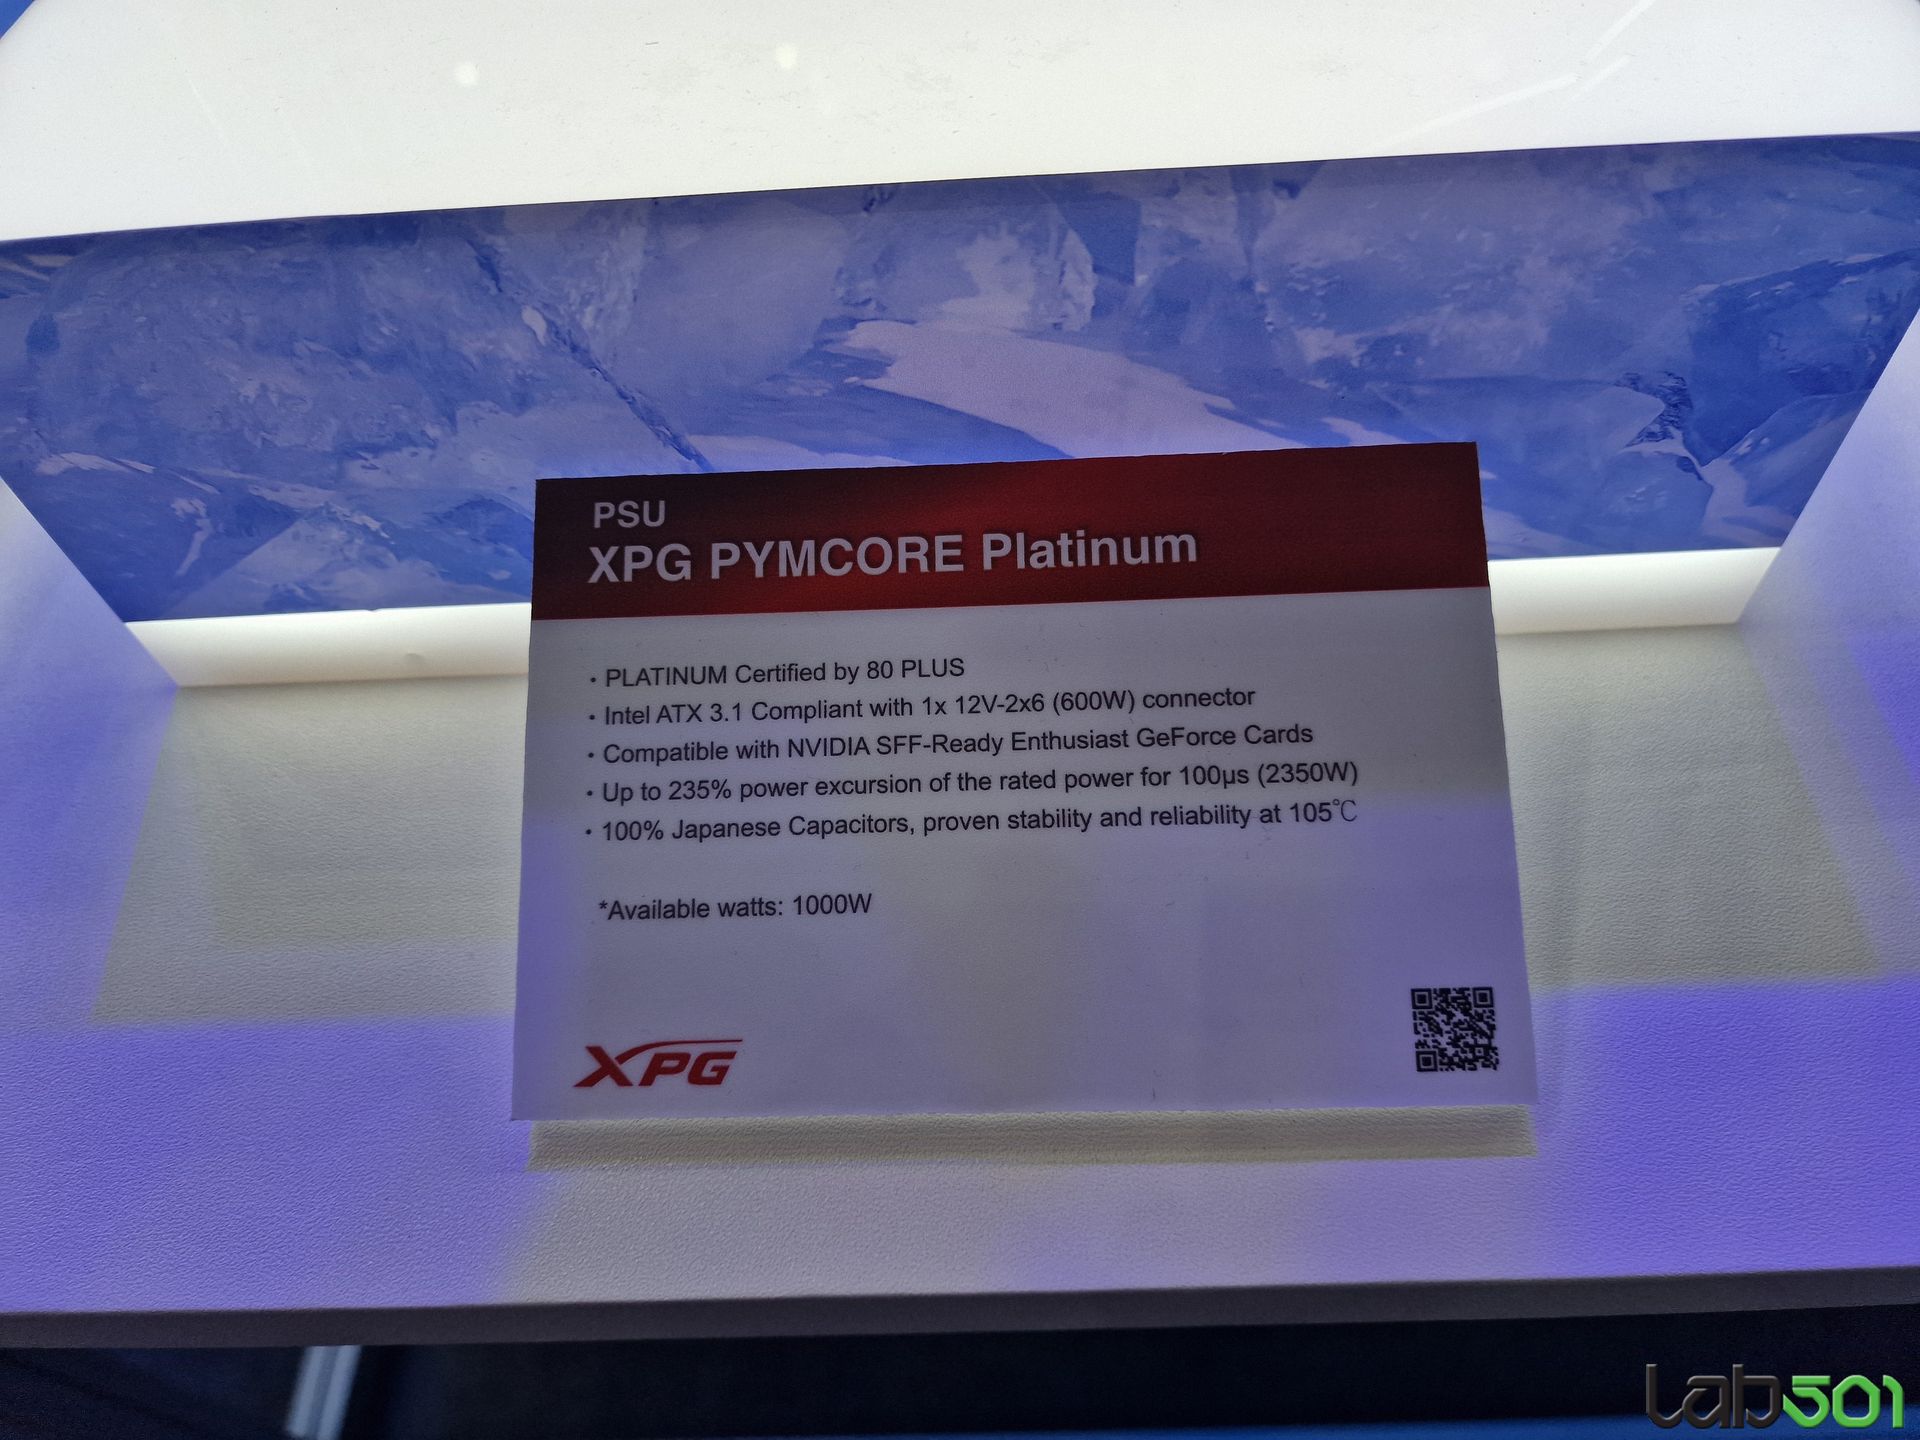 PSU
XPG PYMCORE Platinum
· PLATINUM Certified by 80 PLUS
· Intel ATX 3.1 Compliant with 1x 12V-2x6 (600W) connector
· Compatible with NVIDIA SFF-Ready Enthusiast GeForce Cards
· Up to 235% power excursion of the rated power for 100µs (2350W)
· 100% Japanese Capacitors, proven stability and reliability at 105℃
*Available watts: 1000W
XPG
Lab501